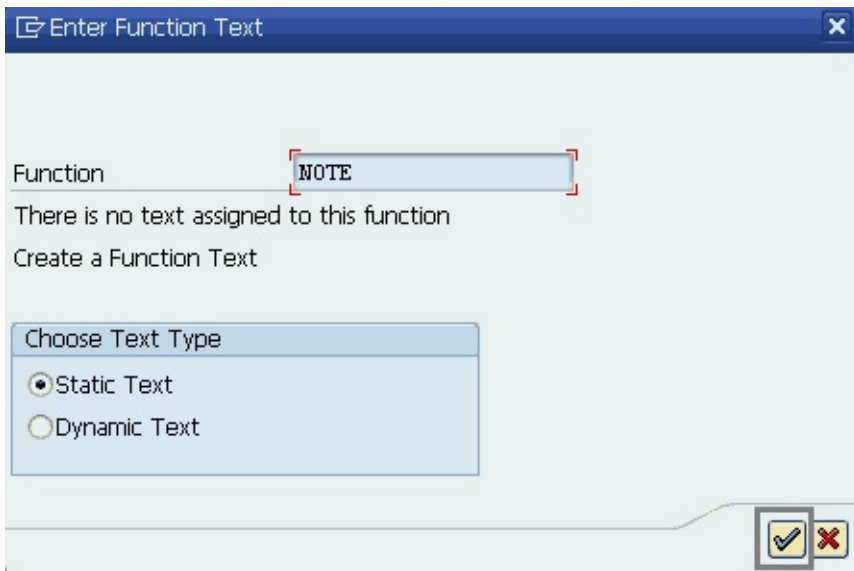 Enter Function Text
Function NOTE
There is no text assigned to this function
Create a Function Text
Choose Text Type
Static Text
Dynamic Text